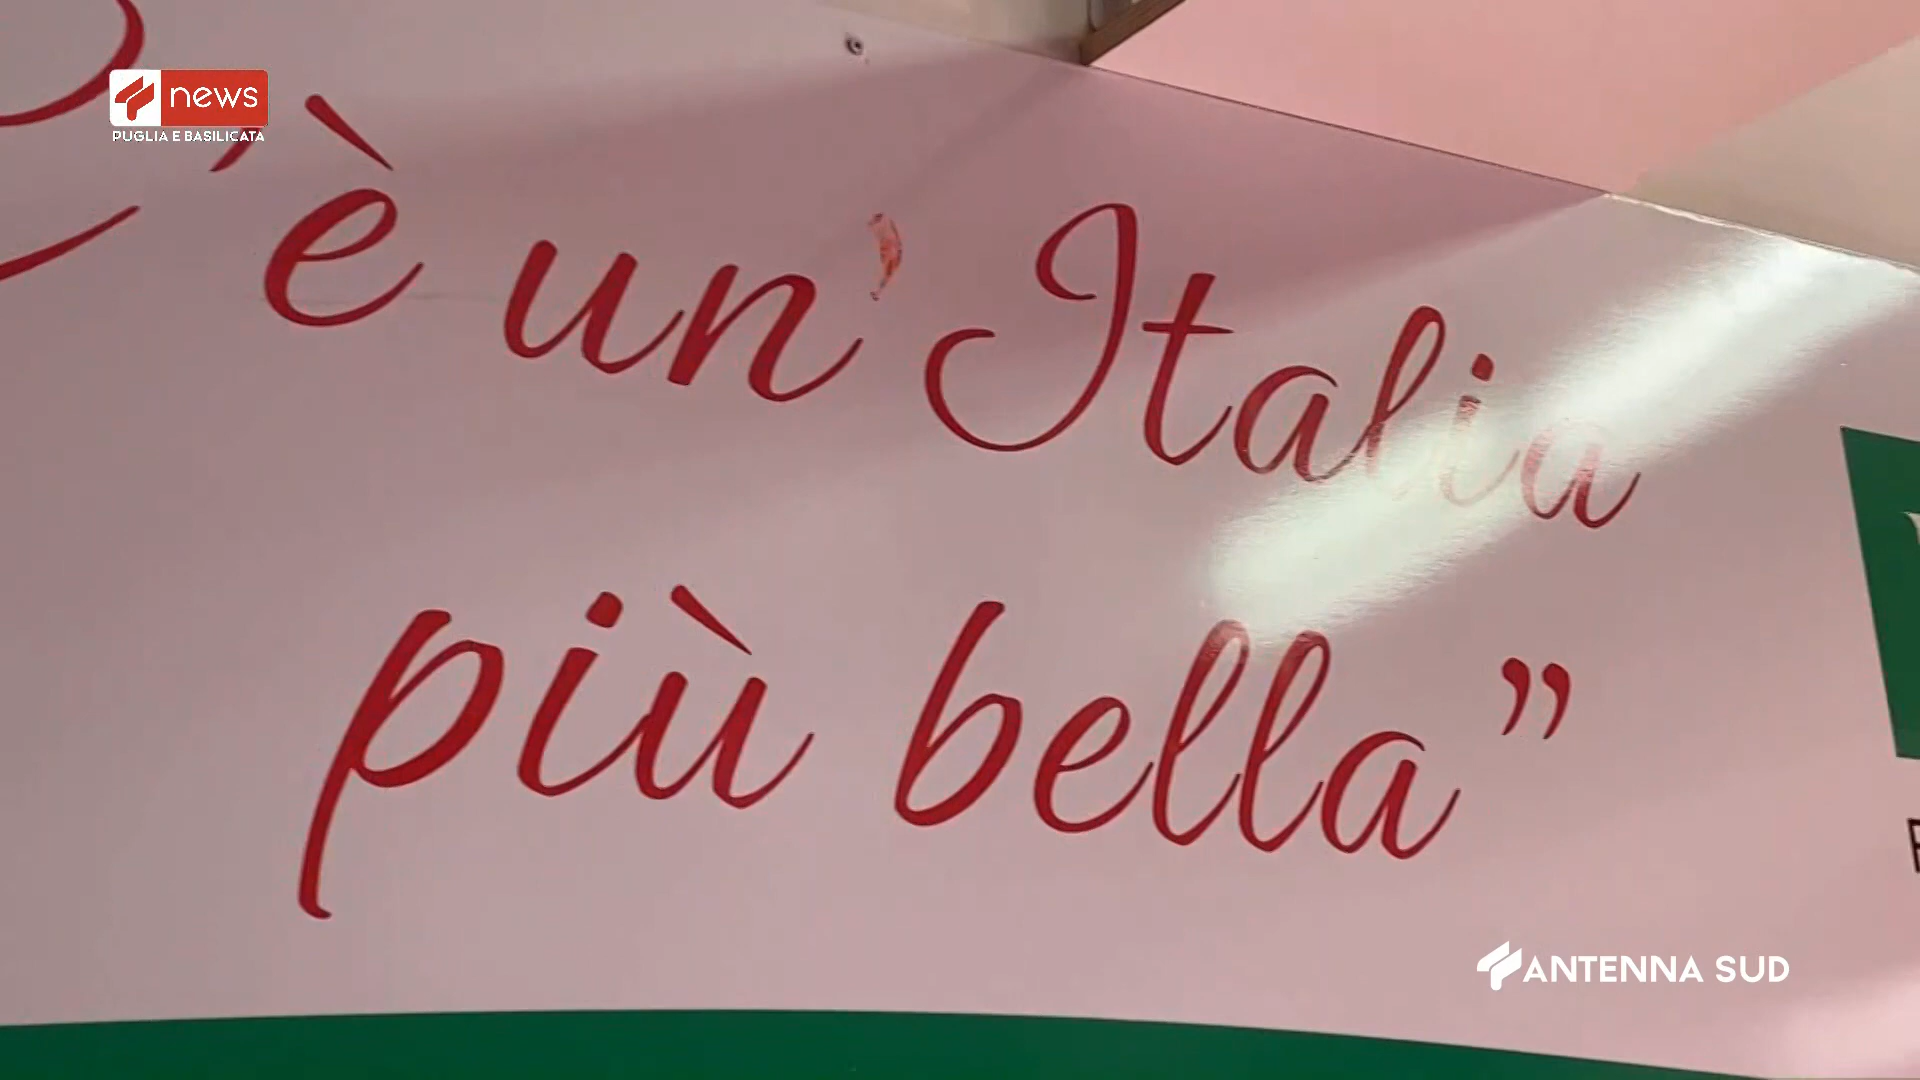 news
PUGLIA E BASILICATA
C'è un' Italia
più bella”
ANTENNA SUD